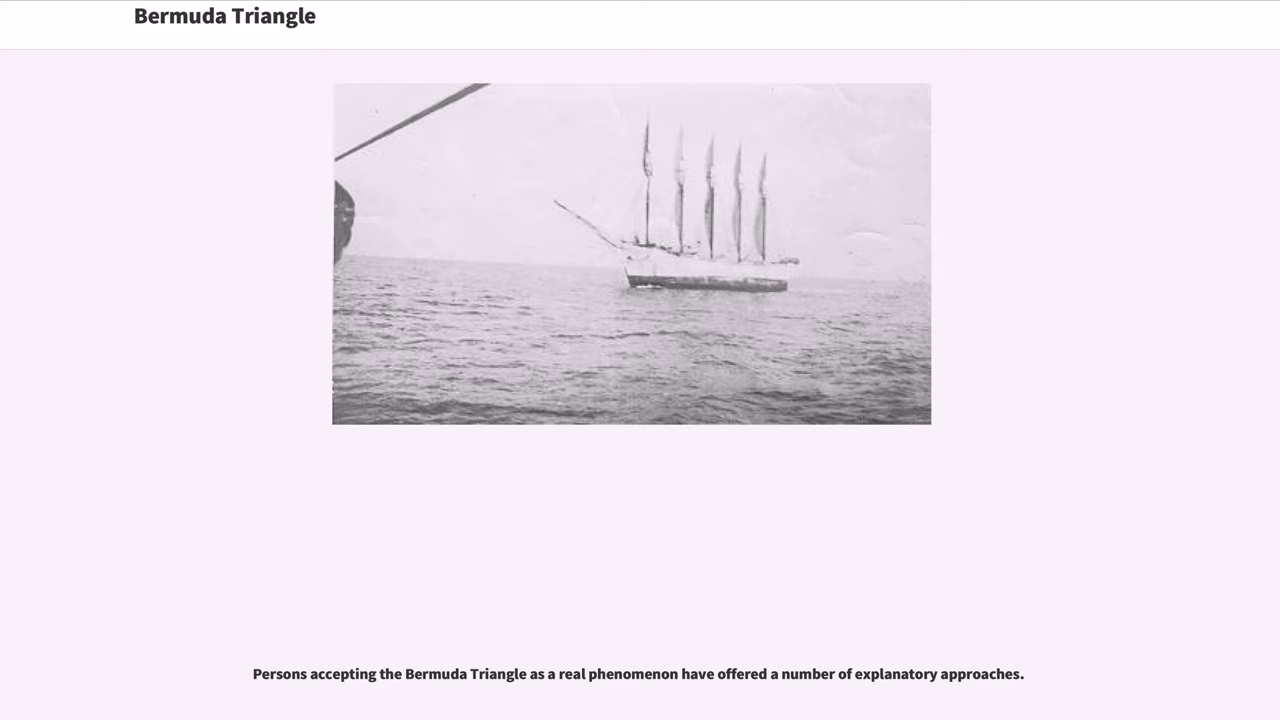 Bermuda Triangle
Persons accepting the Bermuda Triangle as a real phenomenon have offered a number of explanatory approaches.